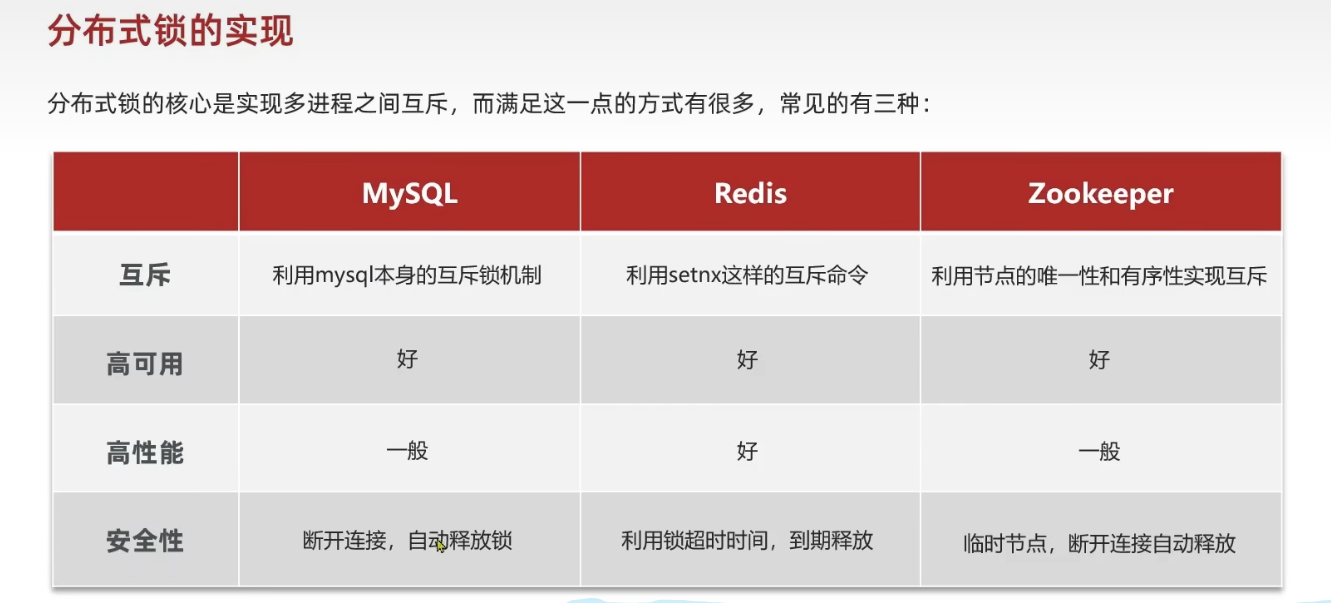 分布式锁的实现
分布式锁的核心是实现多进程之间互斥，而满足这一点的方式有很多，常见的有三种：
MySQL Redis Zookeeper
互斥 利用mysql本身的互斥锁机制 利用setnx这样的互斥命令 利用节点的唯一性和有序性实现互斥
高可用 好 好 好
高性能 一般 好 一般
安全性 断开连接，自动释放锁 利用锁超时时间，到期释放 临时节点，断开连接自动释放